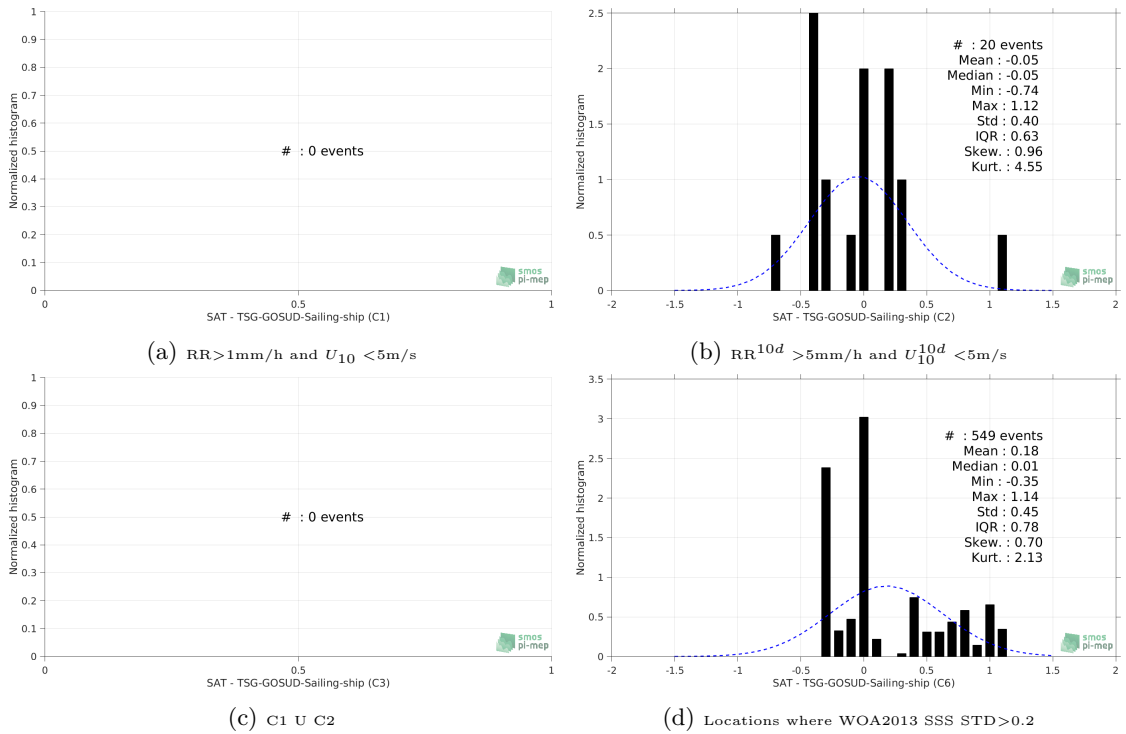 1
0.9
0.8
0.7
0.6
0.5
0.4
0.3
0.2
0.1
0
Normalized histogram
# : 0 events
smos
pi-mep
0 0.5 1
SAT - TSG-GOSUD-Sailing-ship (C1)
(a) RR>1mm/h and U10 <5m/s
2.5
2
1.5
1
0.5
0
Normalized histogram
# : 20 events
Mean : -0.05
Median : -0.05
Min : -0.74
Max : 1.12
Std : 0.40
IQR : 0.63
Skew. : 0.96
Kurt. : 4.55
smos
pi-mep
-2 -1.5 -1 -0.5 0 0.5 1 1.5 2
SAT - TSG-GOSUD-Sailing-ship (C2)
(b) RR10d >5mm/h and U10d10 <5m/s
1
0.9
0.8
0.7
0.6
0.5
0.4
0.3
0.2
0.1
0
Normalized histogram
# : 0 events
smos
pi-mep
0 0.5 1
SAT - TSG-GOSUD-Sailing-ship (C3)
(c) C1 U C2
3.5
3
2.5
2
1.5
1
0.5
0
Normalized histogram
# : 549 events
Mean : 0.18
Median : 0.01
Min : -0.35
Max : 1.14
Std : 0.45
IQR : 0.78
Skew. : 0.70
Kurt. : 2.13
smos
pi-mep
-2 -1.5 -1 -0.5 0 0.5 1 1.5 2
SAT - TSG-GOSUD-Sailing-ship (C6)
(d) Locations where WOA2013 SSS STD>0.2